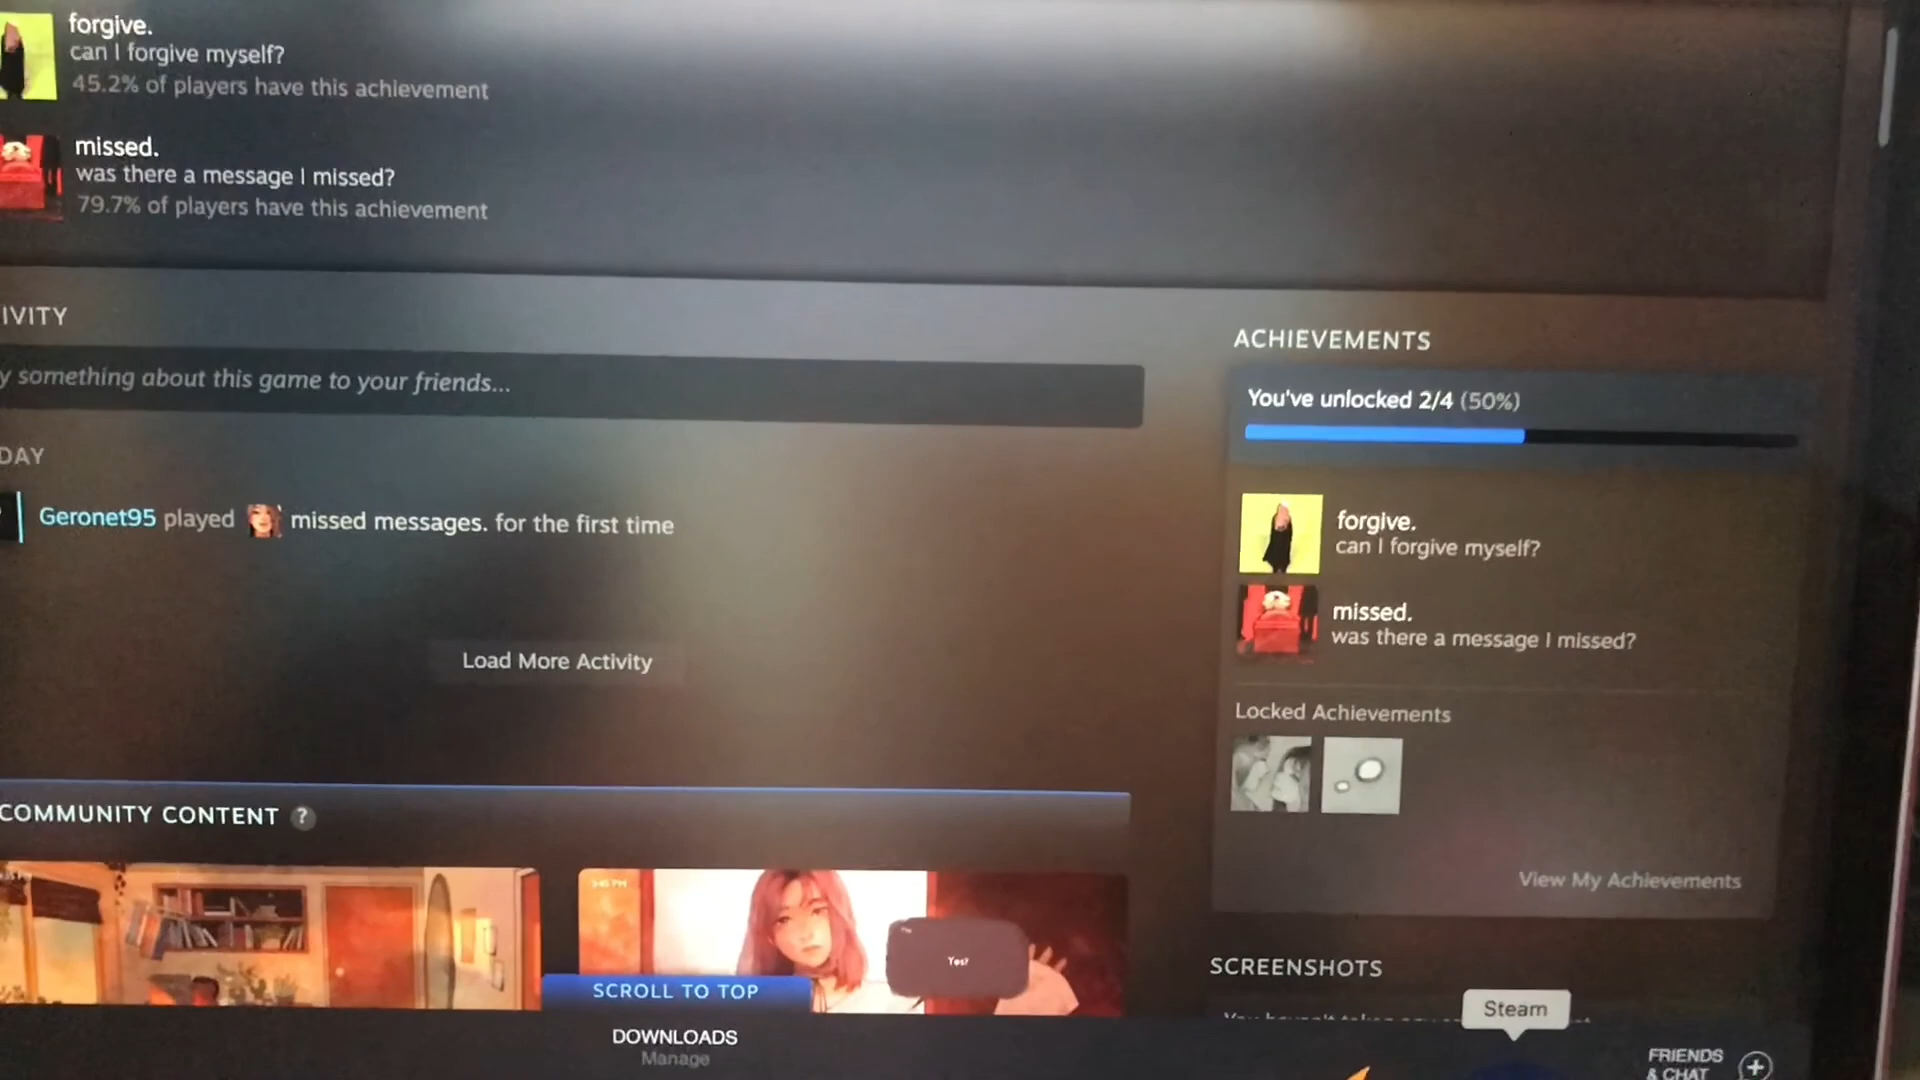 forgive.
can I forgive myself?
45.2% of players have this achievement
missed.
was there a message I missed?
79.7% of players have this achievement
IVITY
y something about this game to your friends...
DAY
Geronet95 played missed messages. for the first time
Load More Activity
COMMUNITY CONTENT ?
Yes?
SCROLL TO TOP
DOWNLOADS
Manage
ACHIEVEMENTS
You've unlocked 2/4 (50%)
forgive.
can I forgive myself?
missed.
was there a message I missed?
Locked Achievements
View My Achievements
SCREENSHOTS
Steam
FRIENDS
& CHAT